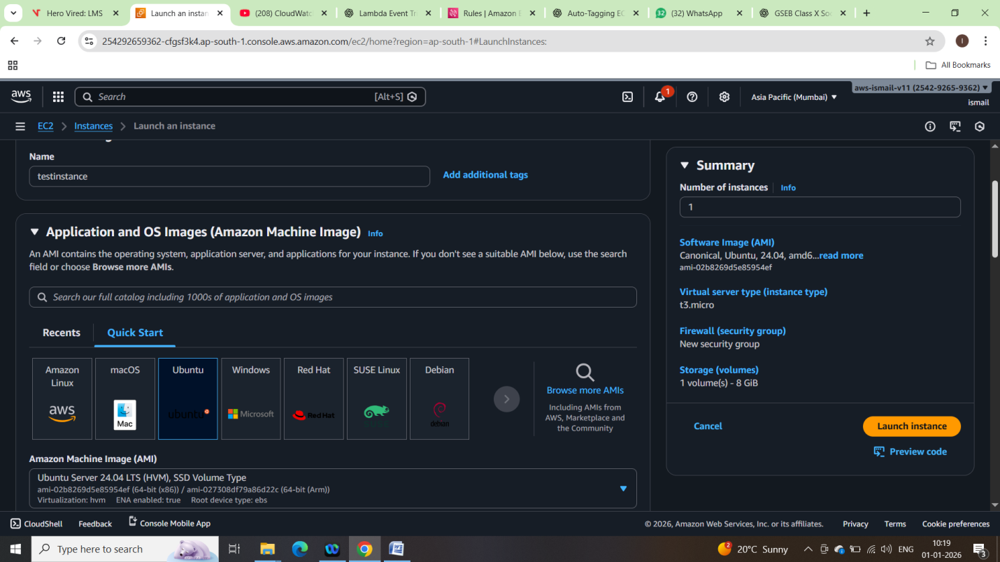 Hero Vired: LMS
Launch an instan
(208) CloudWatc
Lambda Event Tr
Rules | Amazon E
Auto-Tagging EC
(32) WhatsApp
GSEB Class X So
254292659362-cfgsf3k4.ap-south-1.console.aws.amazon.com/ec2/home?region=ap-south-1#LaunchInstances:
I
All Bookmarks
aws
Search
[Alt+S]
1
Asia Pacific (Mumbai)
aws-ismail-v11 (2542-9265-9362)
ismail
EC2
Instances
Launch an instance
Name
testinstance
Add additional tags
Application and OS Images (Amazon Machine Image)
Info
An AMI contains the operating system, application server, and applications for your instance. If you don't see a suitable AMI below, use the search
field or choose Browse more AMIs.
Search our full catalog including 1000s of application and OS images
Recents
Quick Start
Amazon
Linux
aws
macOS
Mac
Ubuntu
ubuntu
Windows
Microsoft
Red Hat
Red Hat
SUSE Linux
Debian
debian
Browse more AMIs
Including AMIs from
AWS, Marketplace and
the Community
Amazon Machine Image (AMI)
Ubuntu Server 24.04 LTS (HVM), SSD Volume Type
ami-02b8269d5e85954ef (64-bit (x86)) / ami-027308df79a86d22c (64-bit (Arm))
Virtualization: hvm ENA enabled: true Root device type: ebs
Summary
Number of instances
Info
1
Software Image (AMI)
Canonical, Ubuntu, 24.04, amd6...read more
ami-02b8269d5e85954ef
Virtual server type (instance type)
t3.micro
Firewall (security group)
New security group
Storage (volumes)
1 volume(s) - 8 GiB
Cancel
Launch instance
Preview code
CloudShell
Feedback
Console Mobile App
© 2026, Amazon Web Services, Inc. or its affiliates.
Privacy
Terms
Cookie preferences
Type here to search
2
20°C Sunny
ENG
10:19
01-01-2026
3